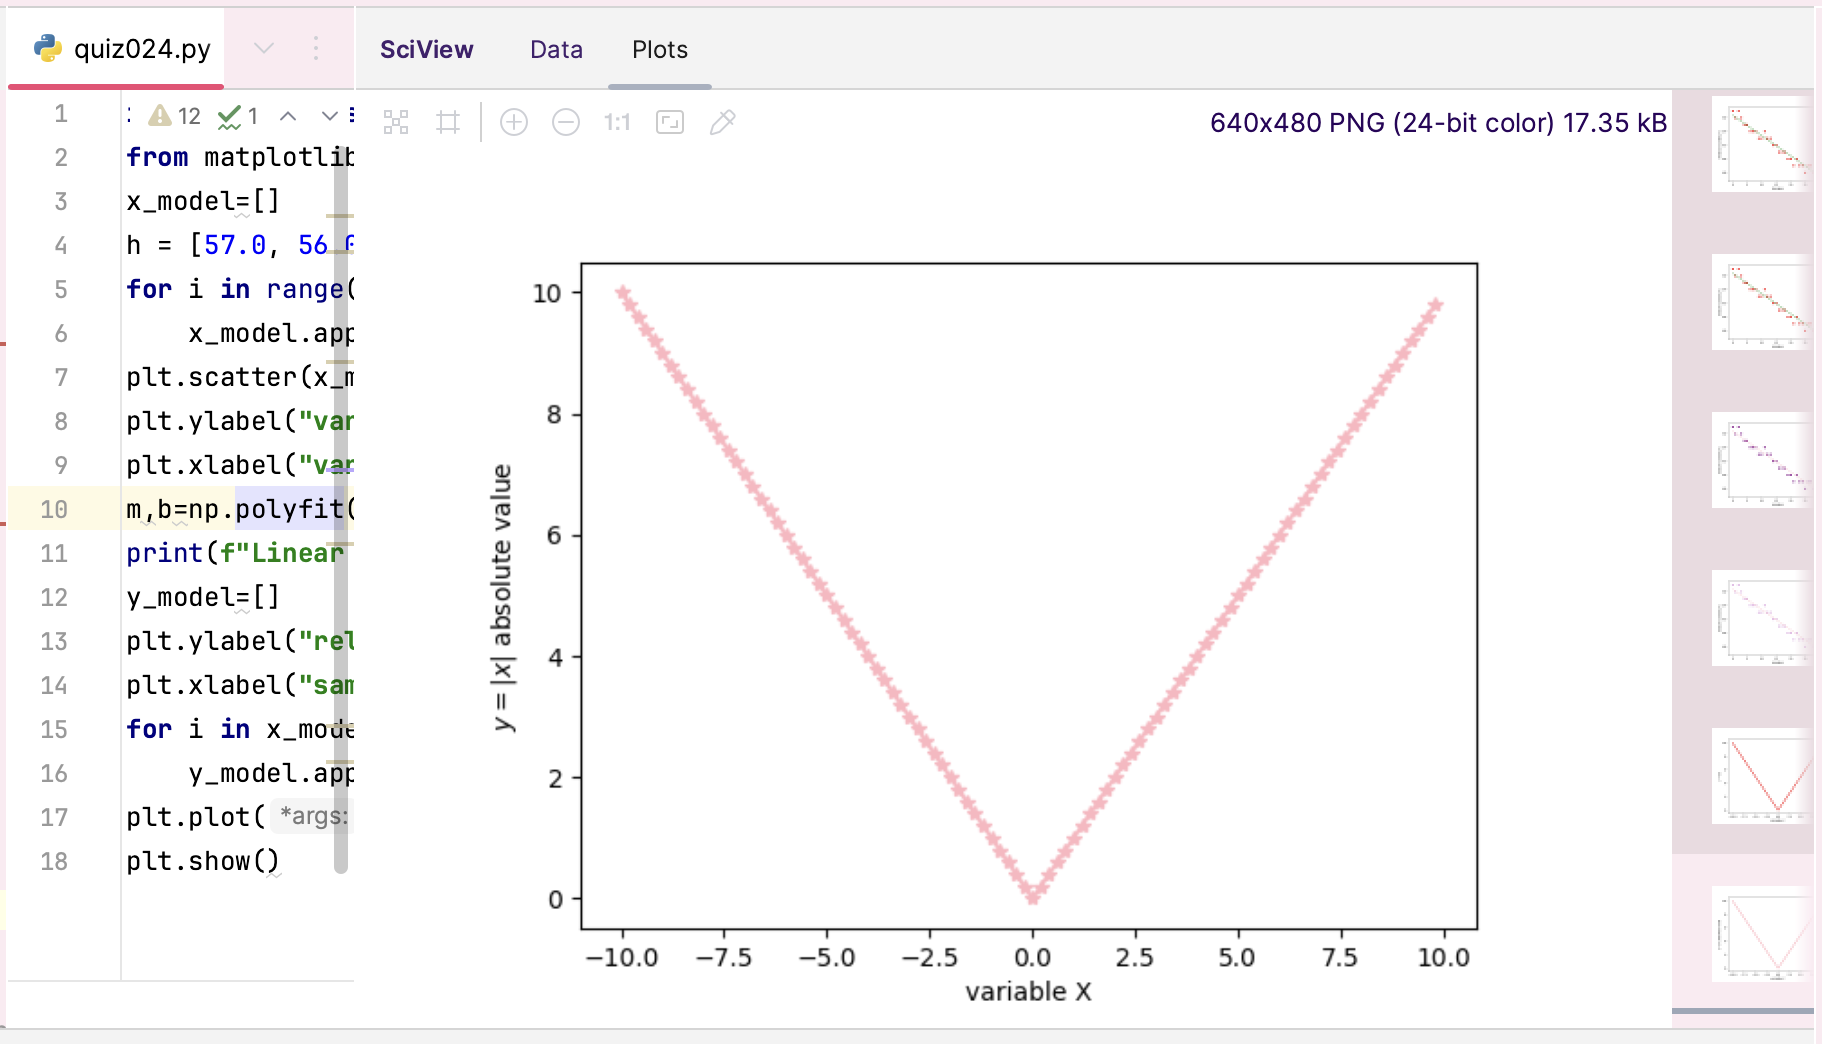 quiz024.py
SciView Data Plots
12 1
1:1
640x480 PNG (24-bit color) 17.35 kB
1
2 from matplotlib
3 x_model=[]
4 h = [57.0, 56.0
5 for i in range(
6 x_model.app
7 plt.scatter(x_m
8 plt.ylabel("var
9 plt.xlabel("var
10 m,b=np.polyfit(
11 print(f"Linear
12 y_model=[]
13 plt.ylabel("rel
14 plt.xlabel("sam
15 for i in x_mode
16 y_model.app
17 plt.plot( *args:
18 plt.show()
y = |x| absolute value
10
8
6
4
2
0
−10.0 −7.5 −5.0 −2.5 0.0 2.5 5.0 7.5 10.0
variable X